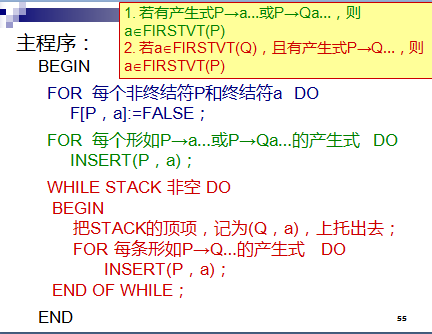 1. 若有产生式P→a…或P→Qa…，则
a∈FIRSTVT(P)
2. 若a∈FIRSTVT(Q)，且有产生式P→Q…，则
a∈FIRSTVT(P)
主程序：
BEGIN
FOR 每个非终结符P和终结符a DO
F[P，a]:=FALSE；
FOR 每个形如P→a…或P→Qa…的产生式 DO
INSERT(P，a)；
WHILE STACK 非空 DO
BEGIN
把STACK的顶项，记为(Q，a)，上托出去；
FOR 每条形如P→Q…的产生式 DO
INSERT(P，a)；
END OF WHILE；
END
55